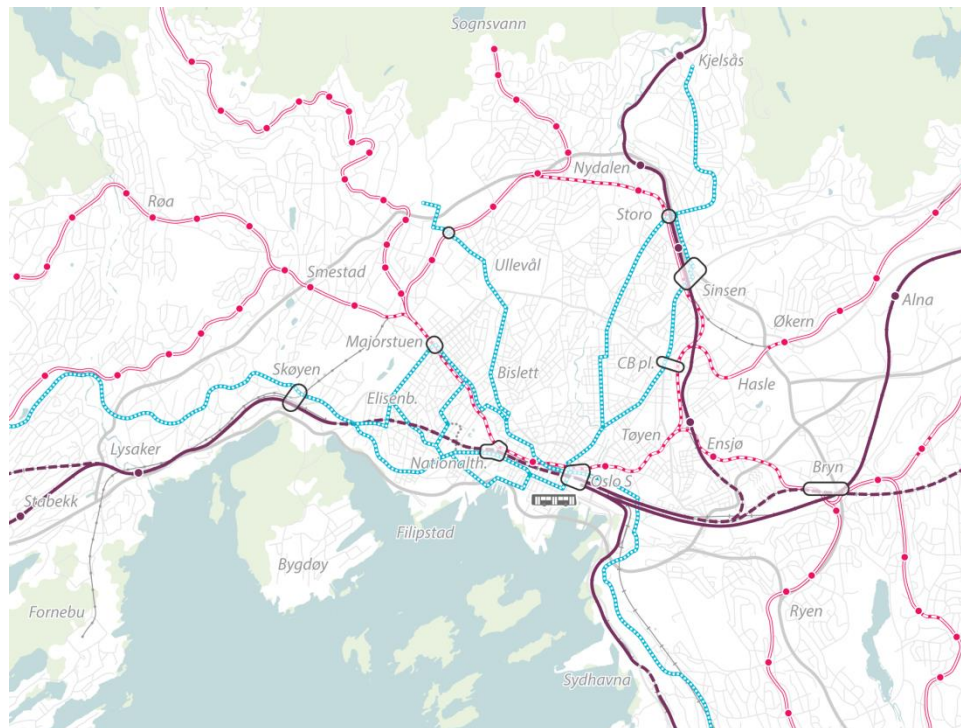 Sognsvann
Kjelsås
Nydalen
Røa
Storo
Ullevål
Smestad
Sinsen
Alna
Økern
Majorstuen
CB pl.
Skøyen
Bislett
Hasle
Elisenb.
Tøyen
Ensjø
Lysaker
Nationalth.
Bryn
Oslo S
Stabekk
Filipstad
Bygdøy
Fornebu
Ryen
Sydhavna